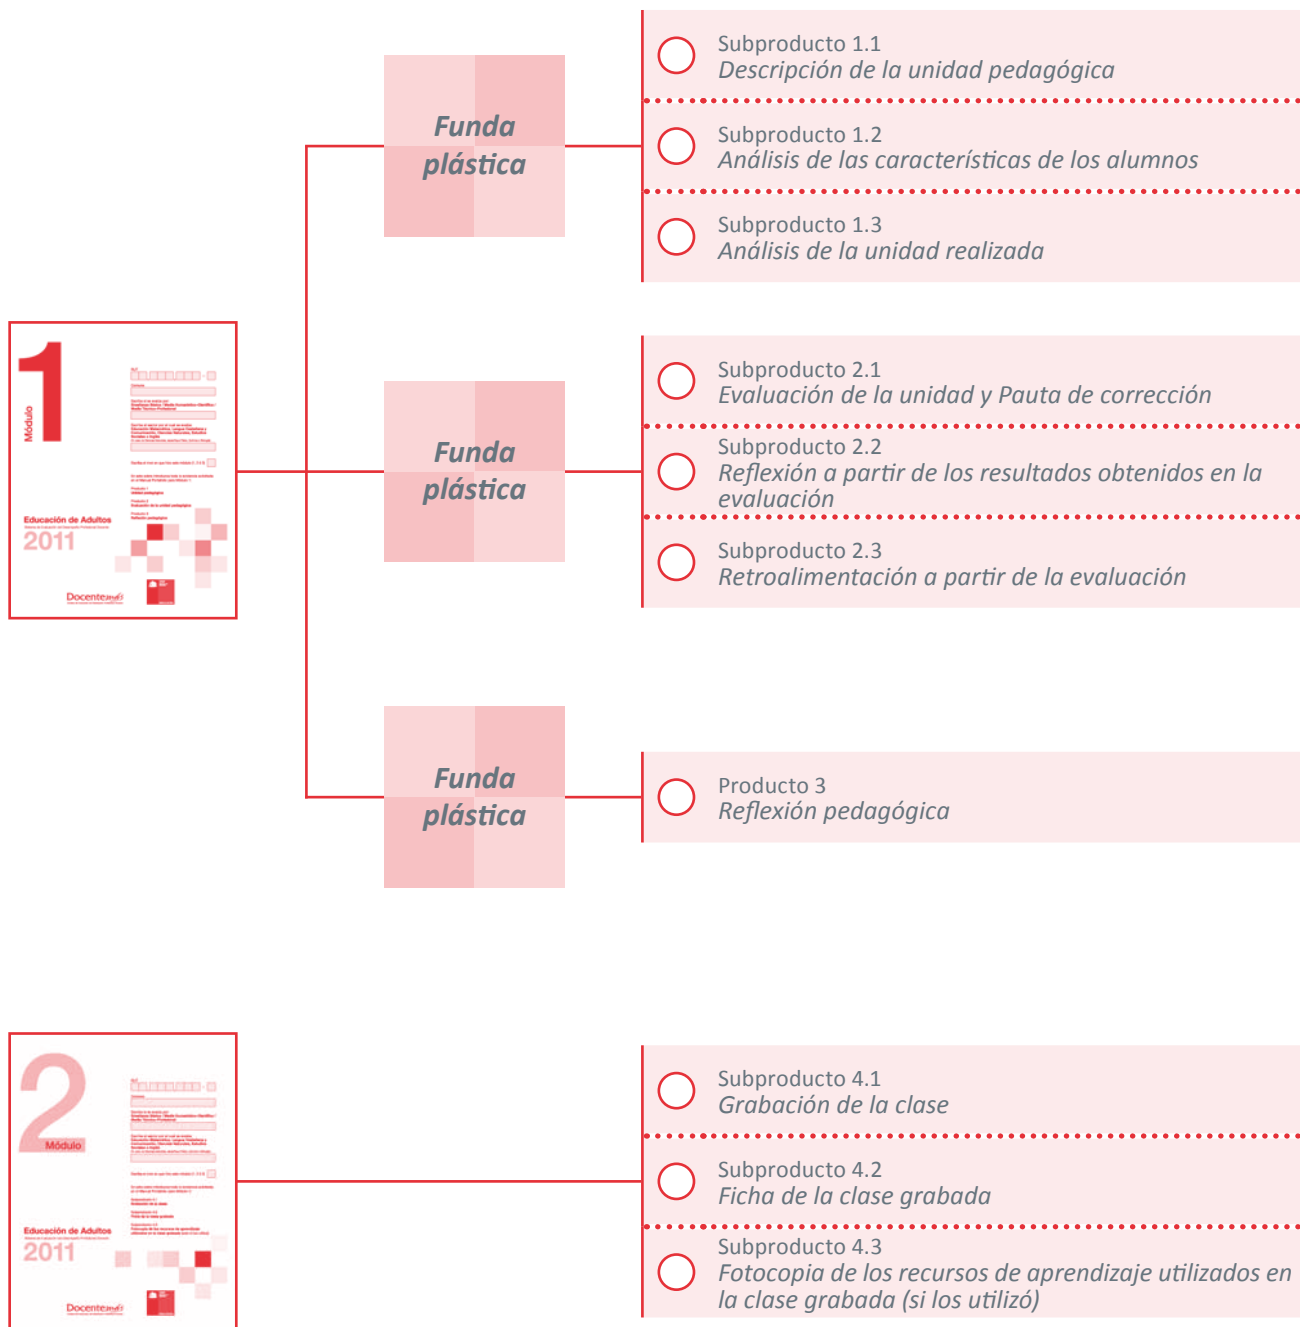 Funda
plástica
Subproducto 1.1
Descripción de la unidad pedagógica
Subproducto 1.2
Análisis de las características de los alumnos
Subproducto 1.3
Análisis de la unidad realizada
1
Módulo
Educación de Adultos
2011
Docentemás
Funda
plástica
Subproducto 2.1
Evaluación de la unidad y Pauta de corrección
Subproducto 2.2
Reflexión a partir de los resultados obtenidos en la
evaluación
Subproducto 2.3
Retroalimentación a partir de la evaluación
Funda
plástica
Producto 3
Reflexión pedagógica
2
Módulo
Educación de Adultos
2011
Docentemás
Subproducto 4.1
Grabación de la clase
Subproducto 4.2
Ficha de la clase grabada
Subproducto 4.3
Fotocopia de los recursos de aprendizaje utilizados en
la clase grabada (si los utilizó)